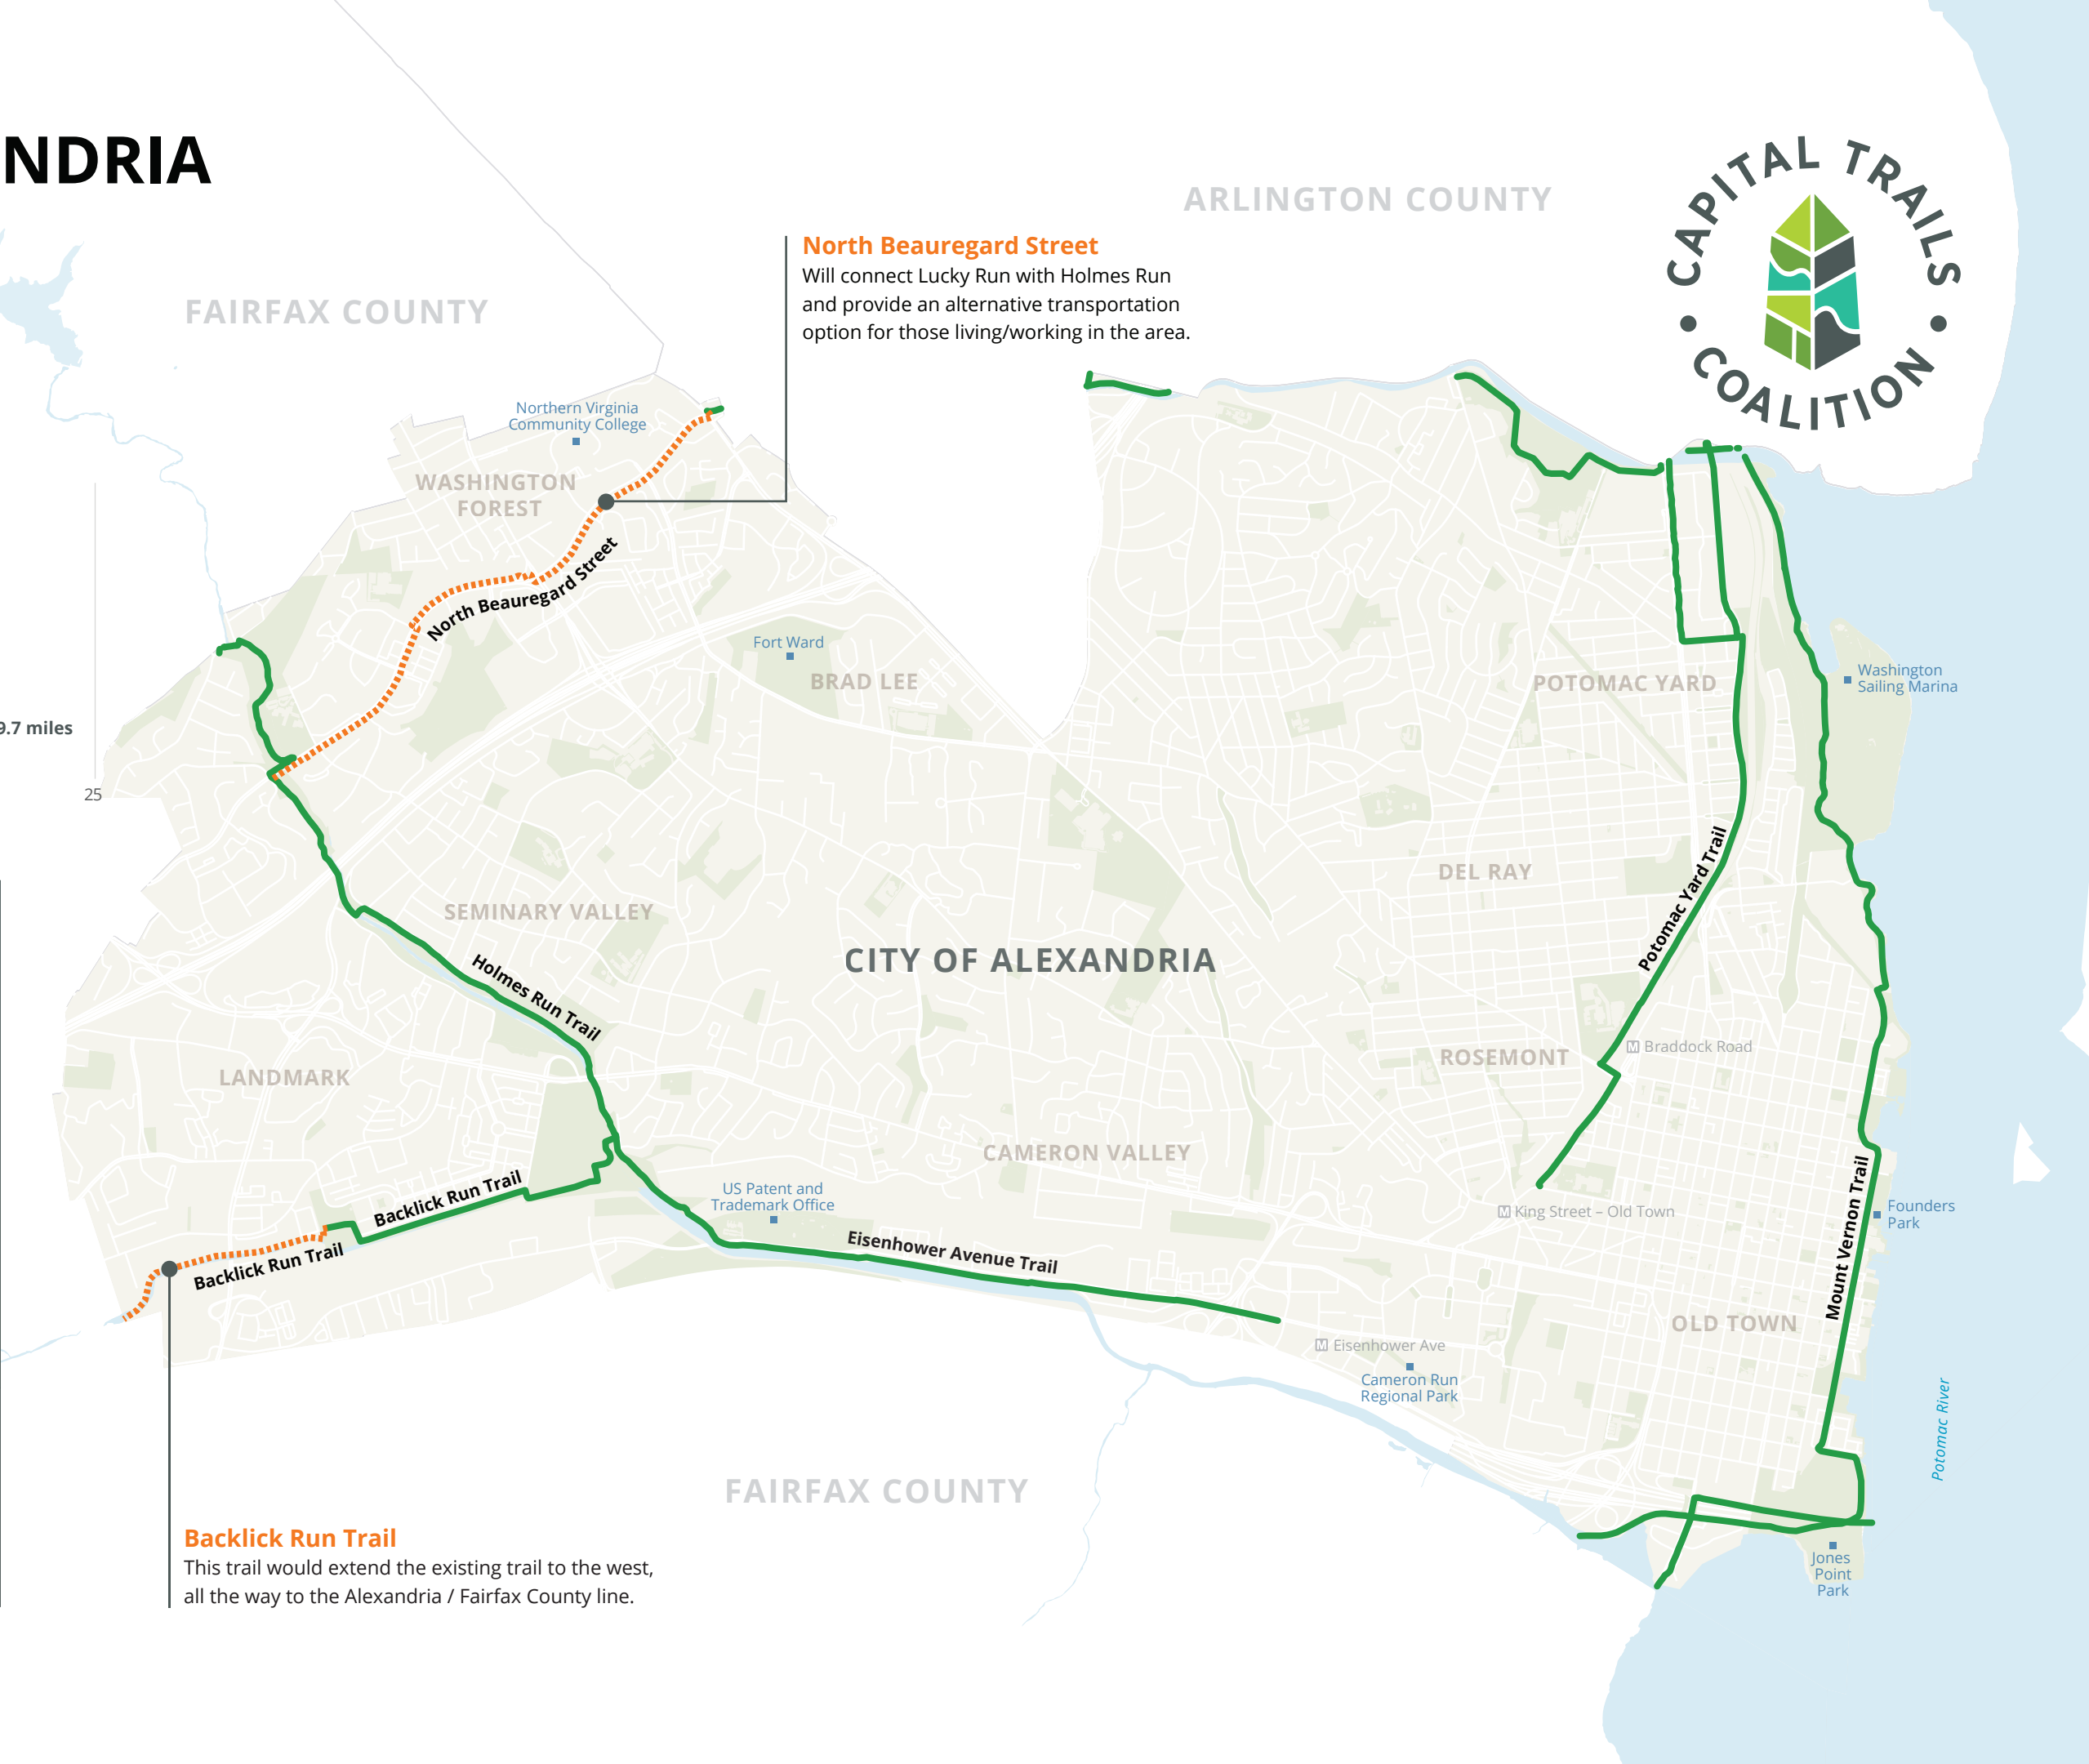 NDRIA
CAPITAL TRAILS
COALITION
ARLINGTON COUNTY
North Beauregard Street
Will connect Lucky Run with Holmes Run
and provide an alternative transportation
option for those living/working in the area.
FAIRFAX COUNTY
Northern Virginia
Community College
WASHINGTON
FOREST
North Beauregard Street
Fort Ward
BRAD LEE
POTOMAC YARD
Washington
Sailing Marina
9.7 miles
25
Potomac Yard Trail
DEL RAY
SEMINARY VALLEY
CITY OF ALEXANDRIA
Holmes Run Trail
ROSEMONT
M Braddock Road
LANDMARK
CAMERON VALLEY
Backlick Run Trail
US Patent and
Trademark Office
M King Street – Old Town
Founders
Park
Mount Vernon Trail
Eisenhower Avenue Trail
Backlick Run Trail
OLD TOWN
M Eisenhower Ave
Cameron Run
Regional Park
Potomac River
FAIRFAX COUNTY
Backlick Run Trail
This trail would extend the existing trail to the west,
all the way to the Alexandria / Fairfax County line.
Jones
Point
Park